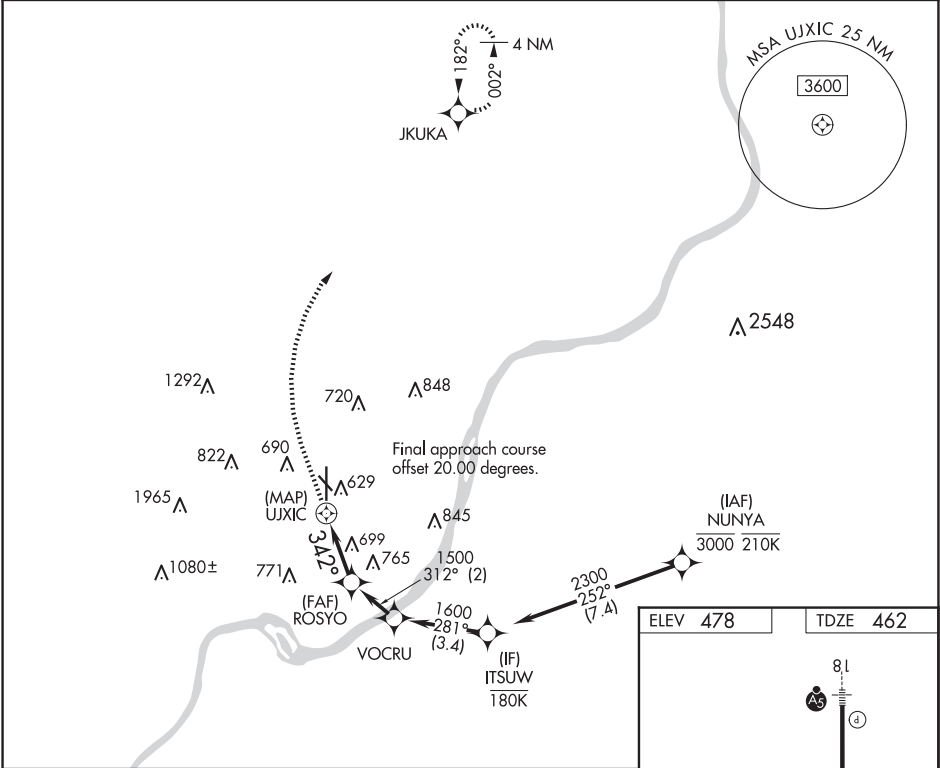 182°
4 NM
002°
JKUKA
MSA UJXIC 25 NM
3600
2548
1292
720
848
822
690
Final approach course
offset 20.00 degrees.
1965
(MAP)
UJXIC
629
342°
699
845
765
1080±
771
1500
312° (2)
(FAF)
ROSYO
VOCRU
1600
281°
(3.4)
(IF)
ITSUW
180K
2300
252°
(7.4)
(IAF)
NUNYA
3000 210K
ELEV 478
TDZE 462
18
A5
P